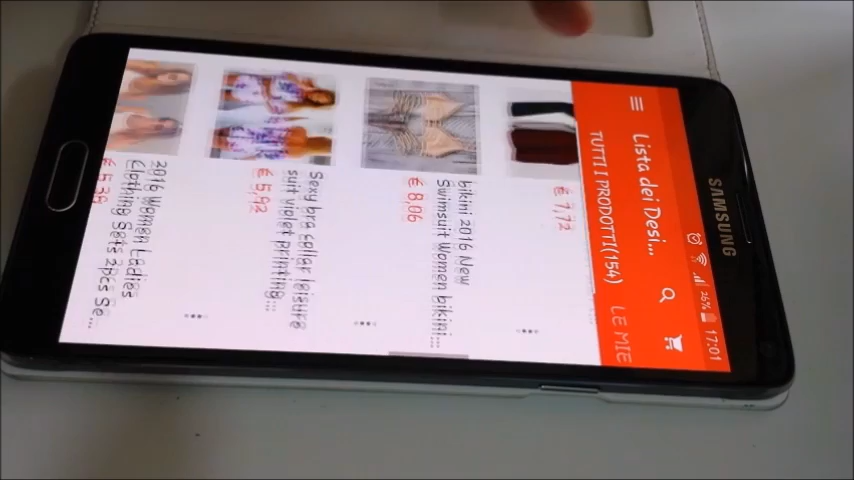 SAMSUNG
26% 17:01
Lista dei Desi...
TUTTI I PRODOTTI(154) LE MIE
€ 7,72
bikini 2016 New
Swimsuit Women bikini...
€ 8,06
Sexy bra collar leisure
suit violet printing...
€ 5,92
2016 Women Ladies
Clothing Sets 2pcs Se...